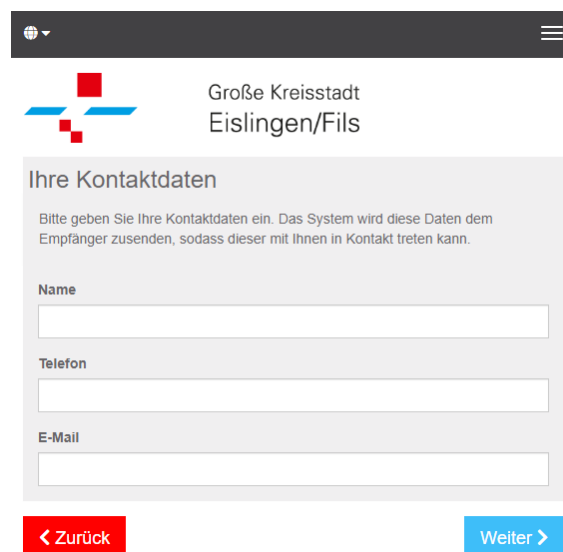 Große Kreisstadt
Eislingen/Fils
Ihre Kontaktdaten
Bitte geben Sie Ihre Kontaktdaten ein. Das System wird diese Daten dem
Empfänger zusenden, sodass dieser mit Ihnen in Kontakt treten kann.
Name
Telefon
E-Mail
Zurück
Weiter